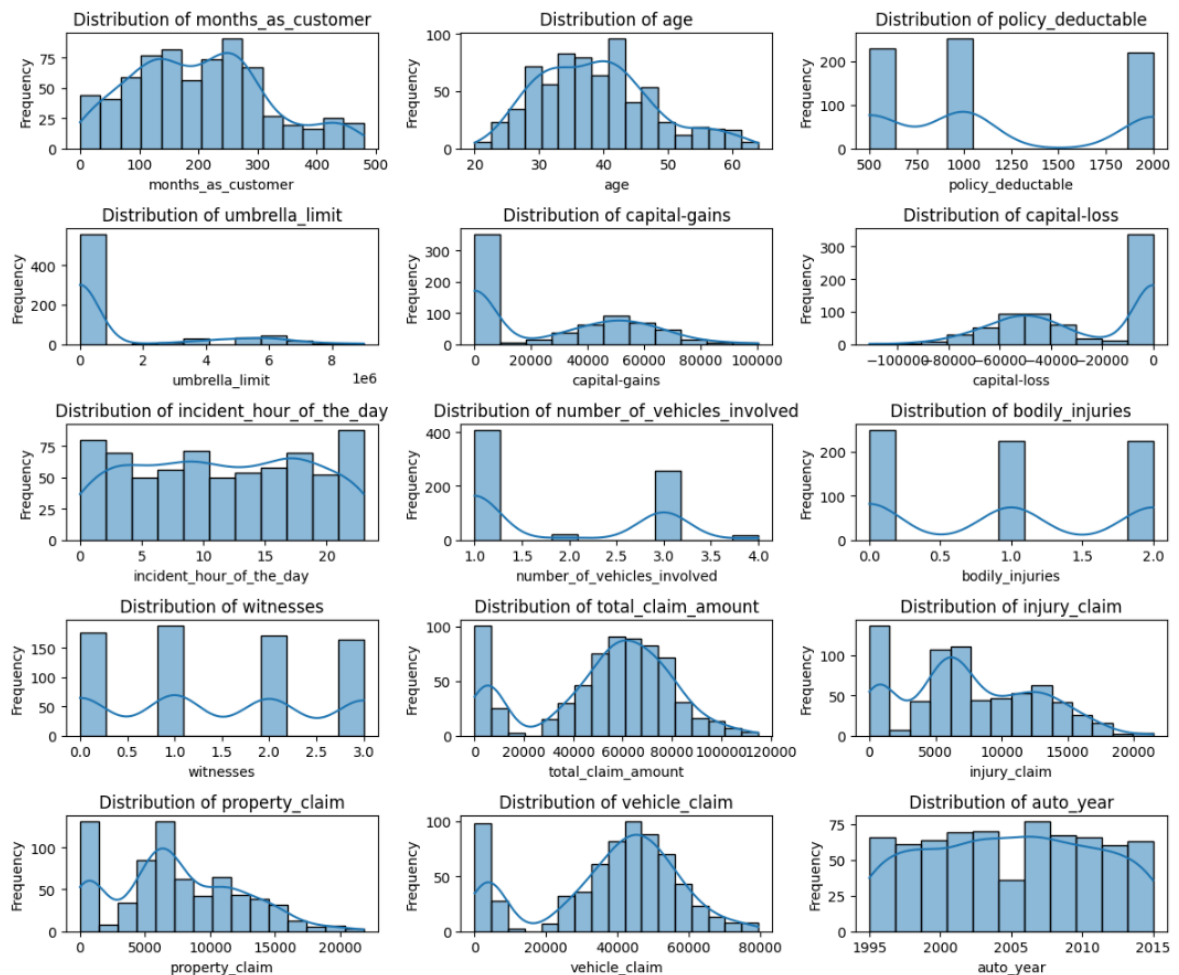 Distribution of months_as_customer
Frequency
75
50
25
0
0 100 200 300 400 500
months_as_customer
Distribution of age
Frequency
100
50
0
20 30 40 50 60
age
Distribution of policy_deductable
Frequency
200
100
0
500 750 1000 1250 1500 1750 2000
policy_deductable
Distribution of umbrella_limit
Frequency
400
200
0
0 2 4 6 8
1e6
umbrella_limit
Distribution of capital-gains
Frequency
300
200
100
0
0 20000 40000 60000 80000 100000
capital-gains
Distribution of capital-loss
Frequency
300
200
100
0
−100000 −80000 −60000 −40000 −20000 0
capital-loss
Distribution of incident_hour_of_the_day
Frequency
75
50
25
0
0 5 10 15 20
incident_hour_of_the_day
Distribution of number_of_vehicles_involved
Frequency
400
200
0
1.0 1.5 2.0 2.5 3.0 3.5 4.0
number_of_vehicles_involved
Distribution of bodily_injuries
Frequency
200
100
0
0.0 0.5 1.0 1.5 2.0
bodily_injuries
Distribution of witnesses
Frequency
150
100
50
0
0.0 0.5 1.0 1.5 2.0 2.5 3.0
witnesses
Distribution of total_claim_amount
Frequency
100
50
0
0 20000 40000 60000 80000 100000 120000
total_claim_amount
Distribution of injury_claim
Frequency
100
50
0
0 5000 10000 15000 20000
injury_claim
Distribution of property_claim
Frequency
100
50
0
0 5000 10000 15000 20000
property_claim
Distribution of vehicle_claim
Frequency
100
50
0
0 20000 40000 60000 80000
vehicle_claim
Distribution of auto_year
Frequency
75
50
25
0
1995 2000 2005 2010 2015
auto_year